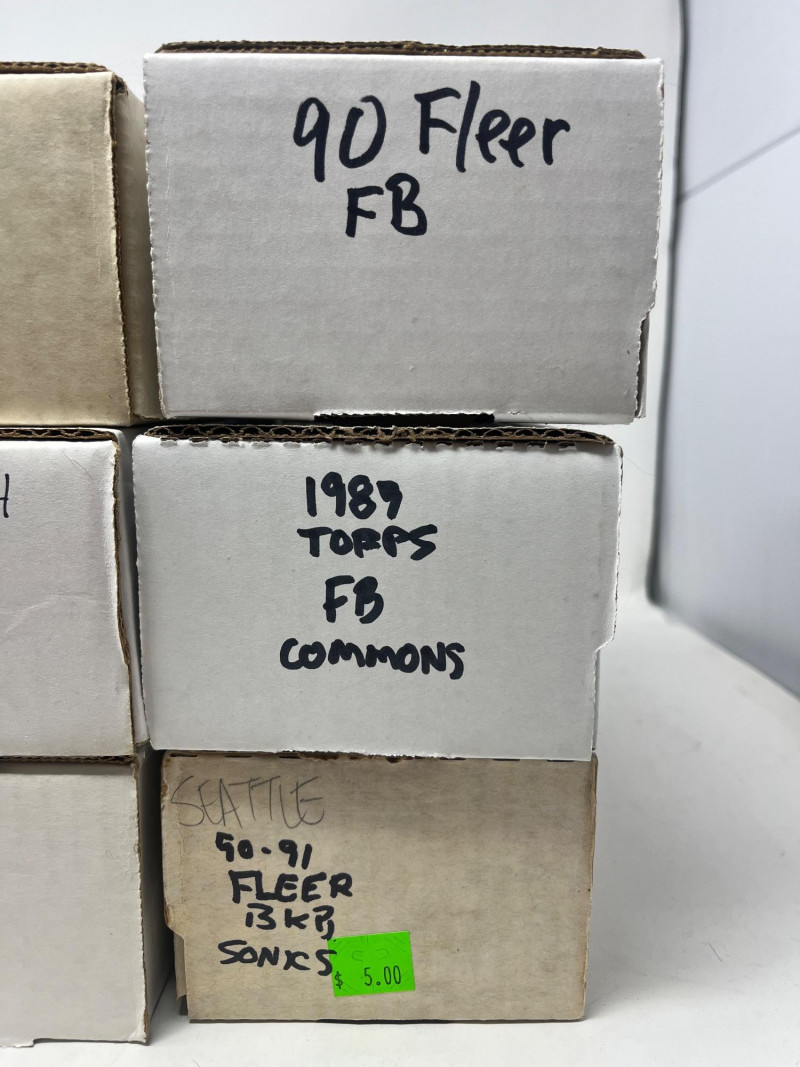 90 Fleer
FB
H
1989
TOPPS
FB
COMMONS
SEATTLE
90-91
FLEER
BKB
SONICS
$ 5.00